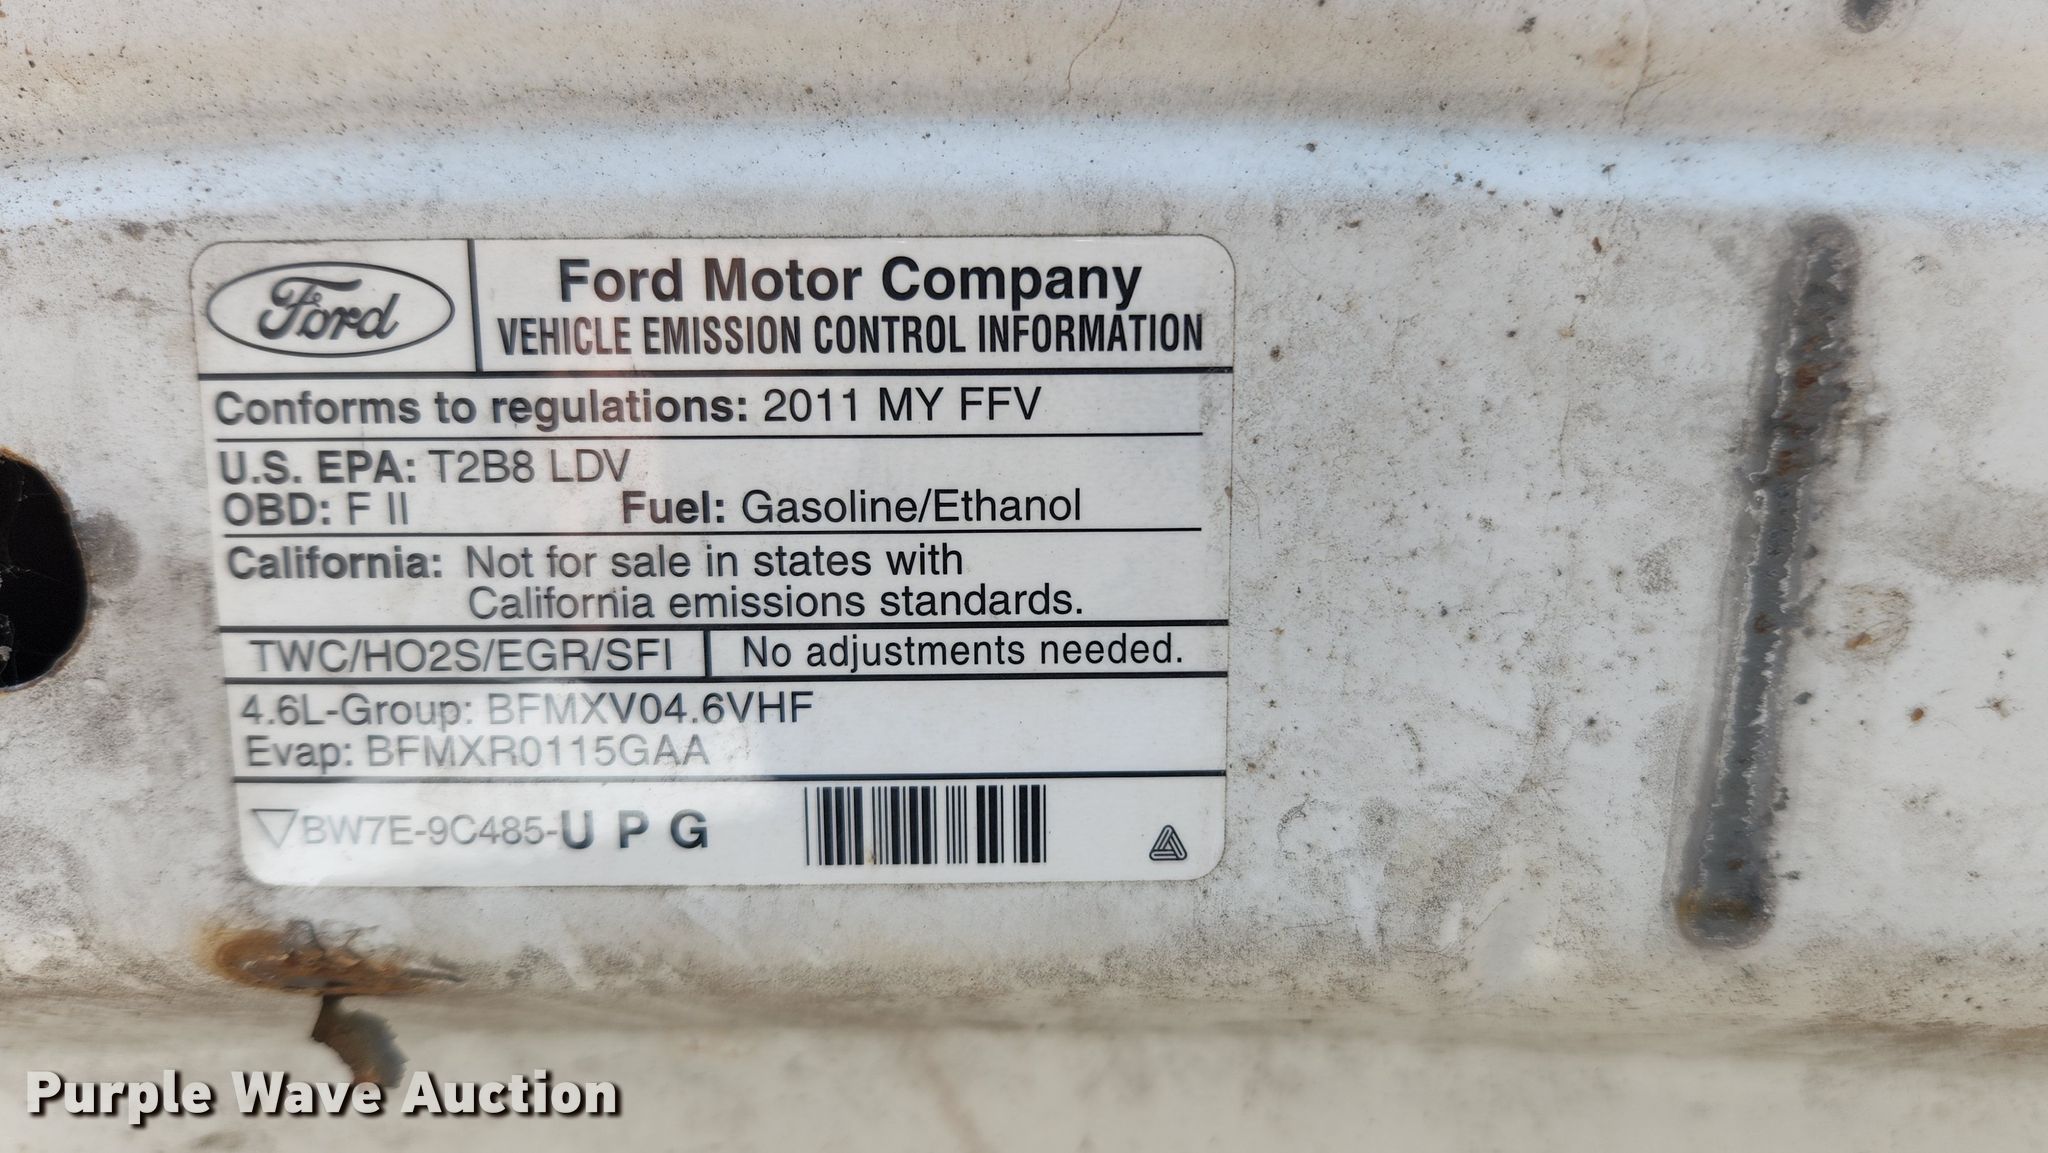 Ford
Ford Motor Company
VEHICLE EMISSION CONTROL INFORMATION
Conforms to regulations: 2011 MY FFV
U.S. EPA: T2B8 LDV
OBD: F II Fuel: Gasoline/Ethanol
California: Not for sale in states with
California emissions standards.
TWC/HO2S/EGR/SFI No adjustments needed.
4.6L-Group: BFMXV04.6VHF
Evap: BFMXR0115GAA
BW7E-9C485-U P G
Purple Wave Auction